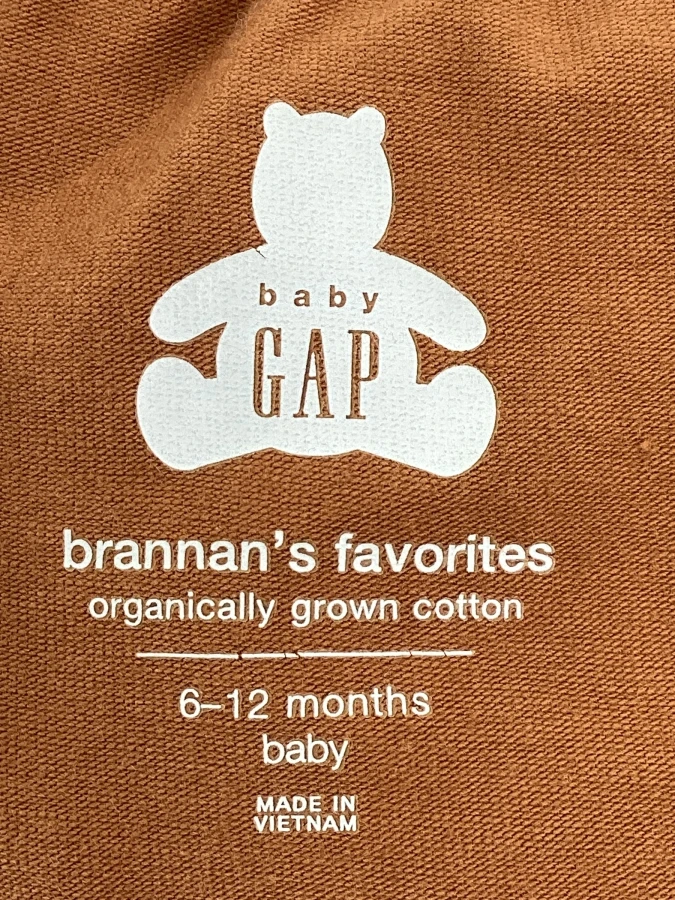 baby
GAP
brannan's favorites
organically grown cotton
6–12 months
baby
MADE IN
VIETNAM